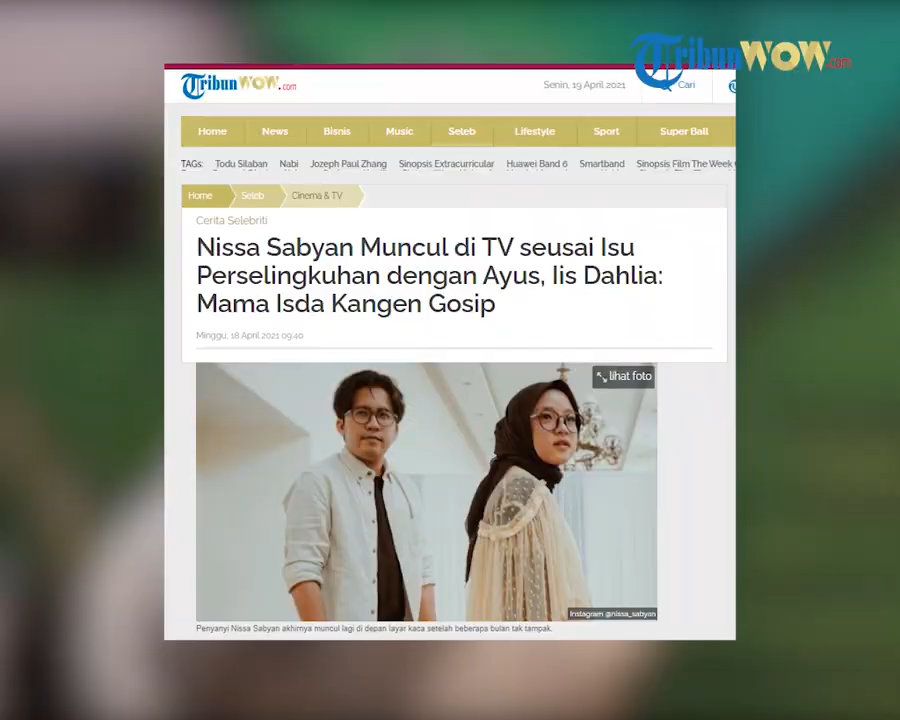 TribunWOW.com
TribunWOW.com
Senin, 19 April 2021
Cari
Home News Bisnis Music Seleb Lifestyle Sport Super Ball
TAGs: Todu Silaban Nabi Jozeph Paul Zhang Sinopsis Extracurricular Huawei Band 6 Smartband Sinopsis Film The Week
Home Seleb Cinema & TV
Cerita Selebriti
Nissa Sabyan Muncul di TV seusai Isu
Perselingkuhan dengan Ayus, Iis Dahlia:
Mama Isda Kangen Gosip
Minggu, 18 April 2021 09:40
lihat foto
Instagram @nissa_sabyan
Penyanyi Nissa Sabyan akhirnya muncul lagi di depan layar kaca setelah beberapa bulan tak tampak.